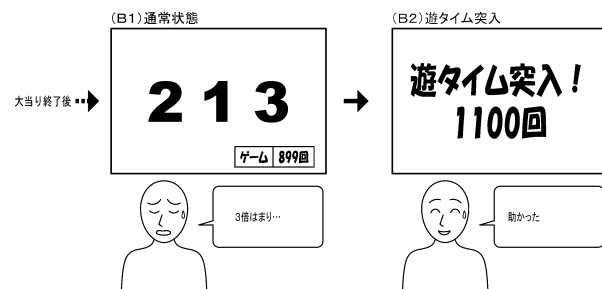 (B1)通常状態
(B2)遊タイム突入
大当り終了後
213
ゲーム 899回
遊タイム突入!
1100回
3倍はまり…
助かった